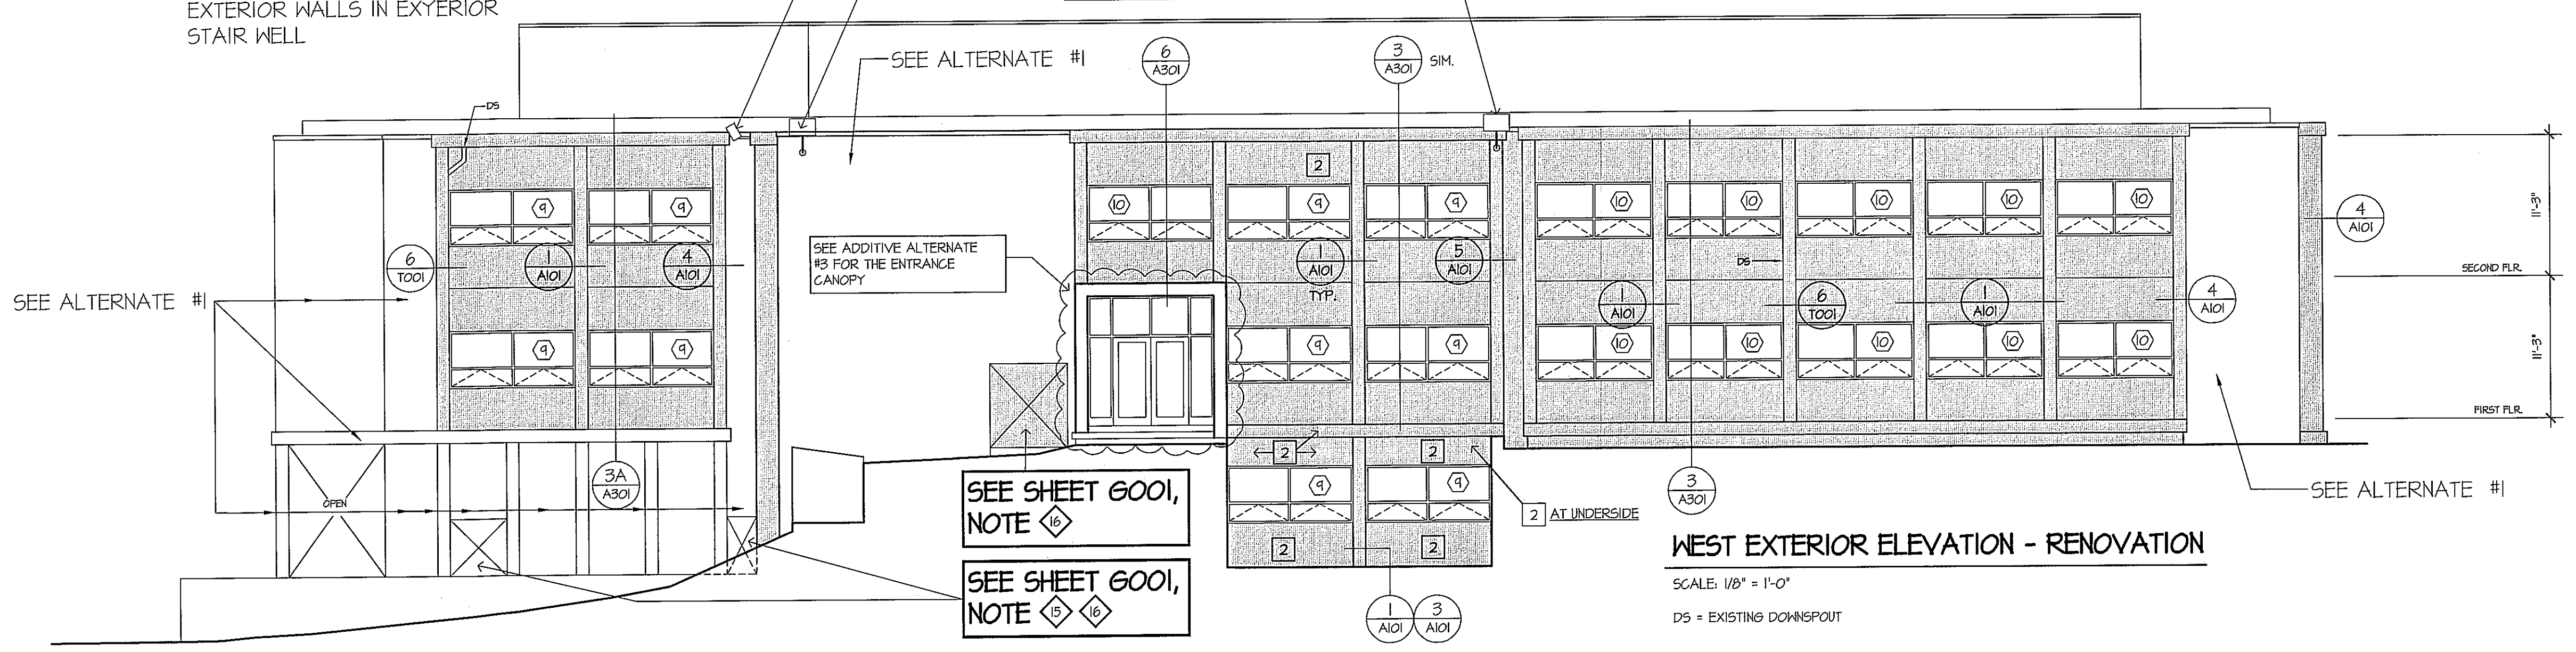 EXTERIOR WALLS IN EXYERIOR
STAIR WELL
SEE ALTERNATE #1
6
A301
3
A301
SIM.
DS
2
9
9
10
9
9
10
10
10
10
10
4
A101
11'-3"
6
T001
1
A101
4
A101
SEE ADDITIVE ALTERNATE
#3 FOR THE ENTRANCE
CANOPY
1
A101
TYP.
5
A101
DS
SECOND FLR.
SEE ALTERNATE #1
1
A101
6
T001
1
A101
4
A101
9
9
9
9
10
10
10
10
10
11'-3"
FIRST FLR.
3A
A301
OPEN
2
2
9
9
SEE SHEET G001,
NOTE 16
3
A301
SEE ALTERNATE #1
2 AT UNDERSIDE
2
2
WEST EXTERIOR ELEVATION - RENOVATION
SEE SHEET G001,
NOTE 15 16
SCALE: 1/8" = 1'-0"
1
A101
3
A101
DS = EXISTING DOWNSPOUT